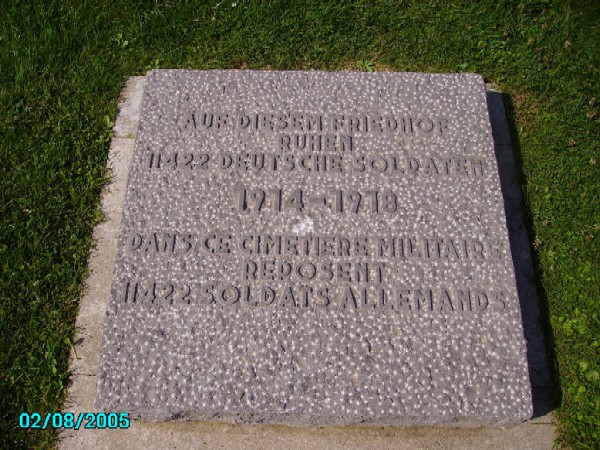 AUF DIESEM FRIEDHOF
RUHEN
11422 DEUTSCHE SOLDATEN
1914-1918
DANS CE CIMETIERE MILITAIRE
REPOSENT
11422 SOLDATS ALLEMANDS
02/08/2005